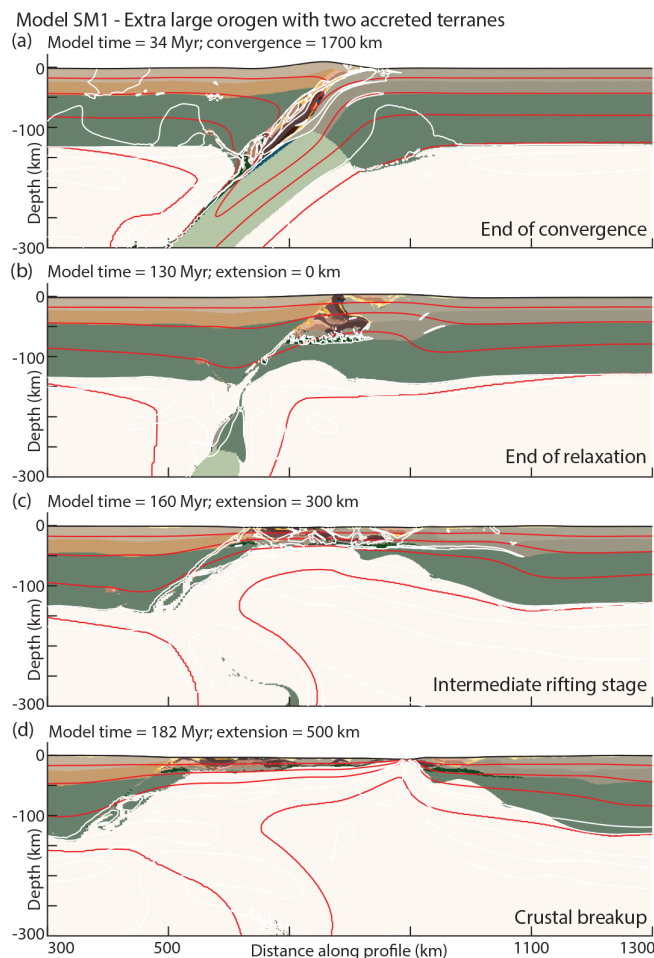 Model SM1 - Extra large orogen with two accreted terranes
(a) Model time = 34 Myr; convergence = 1700 km
0
-100
-300
Depth (km)
End of convergence
(b) Model time = 130 Myr; extension = 0 km
0
-100
-300
Depth (km)
End of relaxation
(c) Model time = 160 Myr; extension = 300 km
0
-100
-300
Depth (km)
Intermediate rifting stage
(d) Model time = 182 Myr; extension = 500 km
0
-100
-300
Depth (km)
Crustal breakup
300 500 Distance along profile (km) 1100 1300